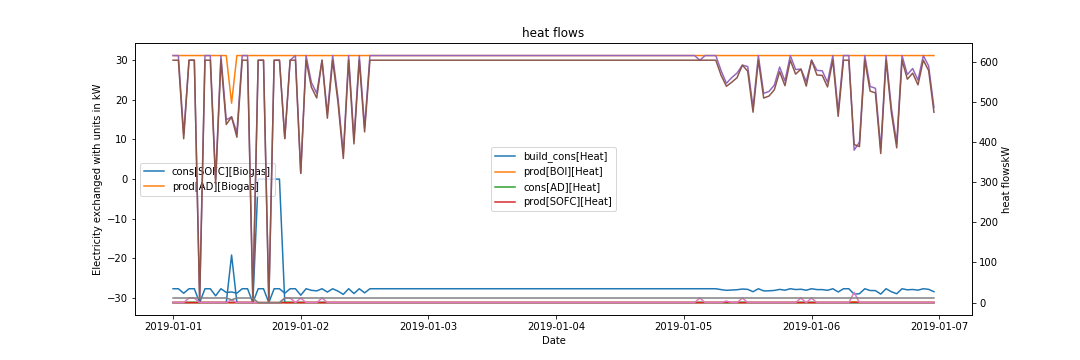 heat flows
Electricity exchanged with units in kW
30
20
10
0
−10
−20
−30
cons[SOFC][Biogas]
prod[AD][Biogas]
build_cons[Heat]
prod[BOI][Heat]
cons[AD][Heat]
prod[SOFC][Heat]
600
500
400
300
200
100
0
heat flowskW
2019-01-01
2019-01-02
2019-01-03
2019-01-04
2019-01-05
2019-01-06
2019-01-07
Date